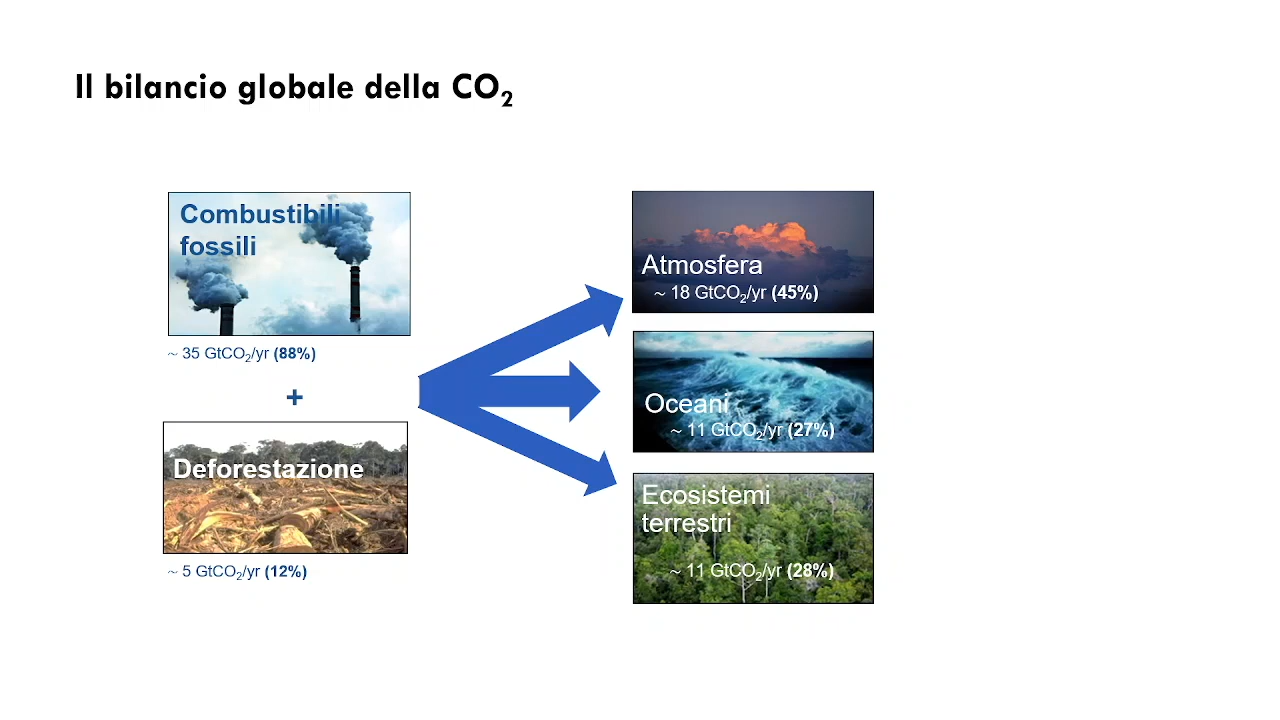 Il bilancio globale della CO₂
Combustibili
fossili
~ 35 GtCO₂/yr (88%)
+
Deforestazione
~ 5 GtCO₂/yr (12%)
Atmosfera
~ 18 GtCO₂/yr (45%)
Oceani
~ 11 GtCO₂/yr (27%)
Ecosistemi
terrestri
~ 11 GtCO₂/yr (28%)